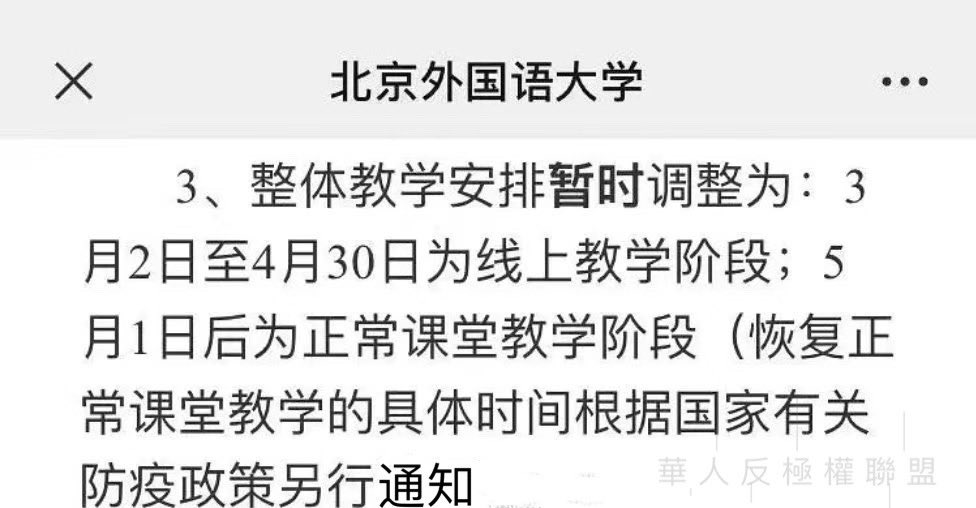 北京外国语大学
3、整体教学安排暂时调整为：3
月2日至4月30日为线上教学阶段；5
月1日后为正常课堂教学阶段（恢复正
常课堂教学的具体时间根据国家有关
防疫政策另行通知
華人反極權聯盟